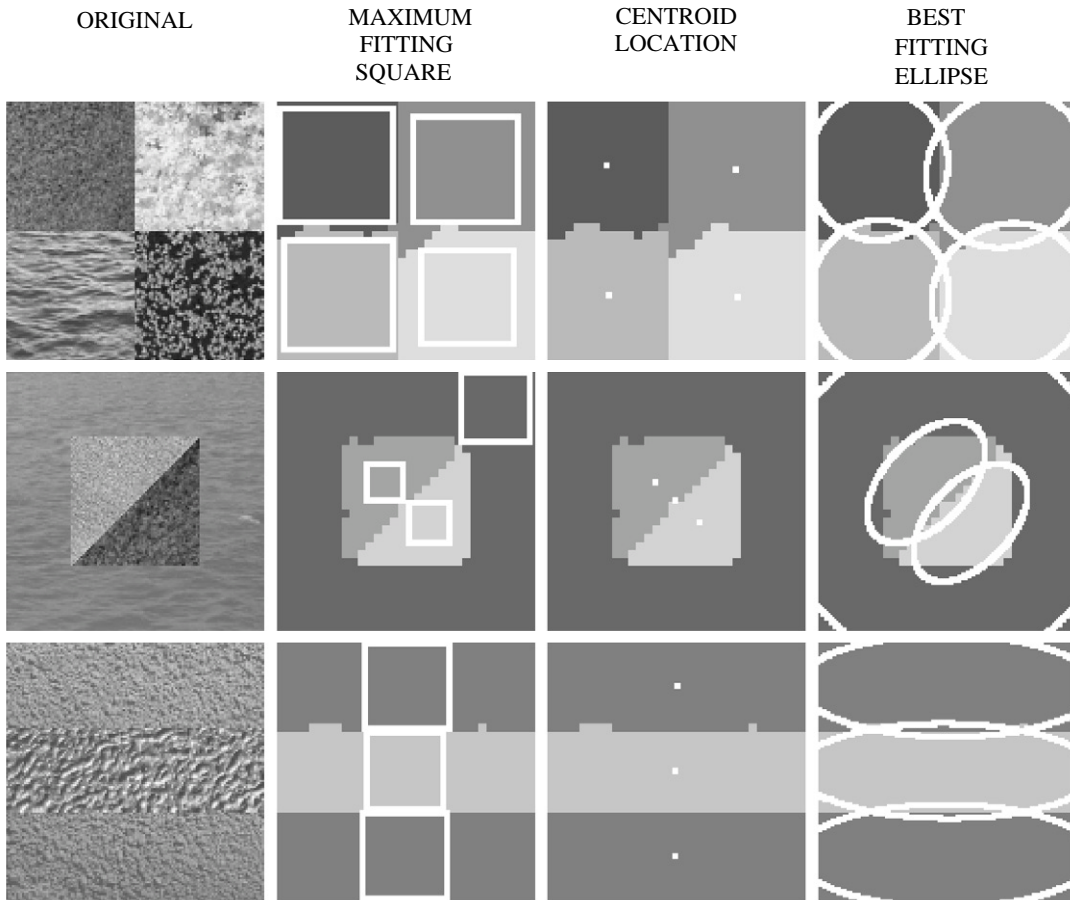 ORIGINAL
MAXIMUM
FITTING
SQUARE
CENTROID
LOCATION
BEST
FITTING
ELLIPSE